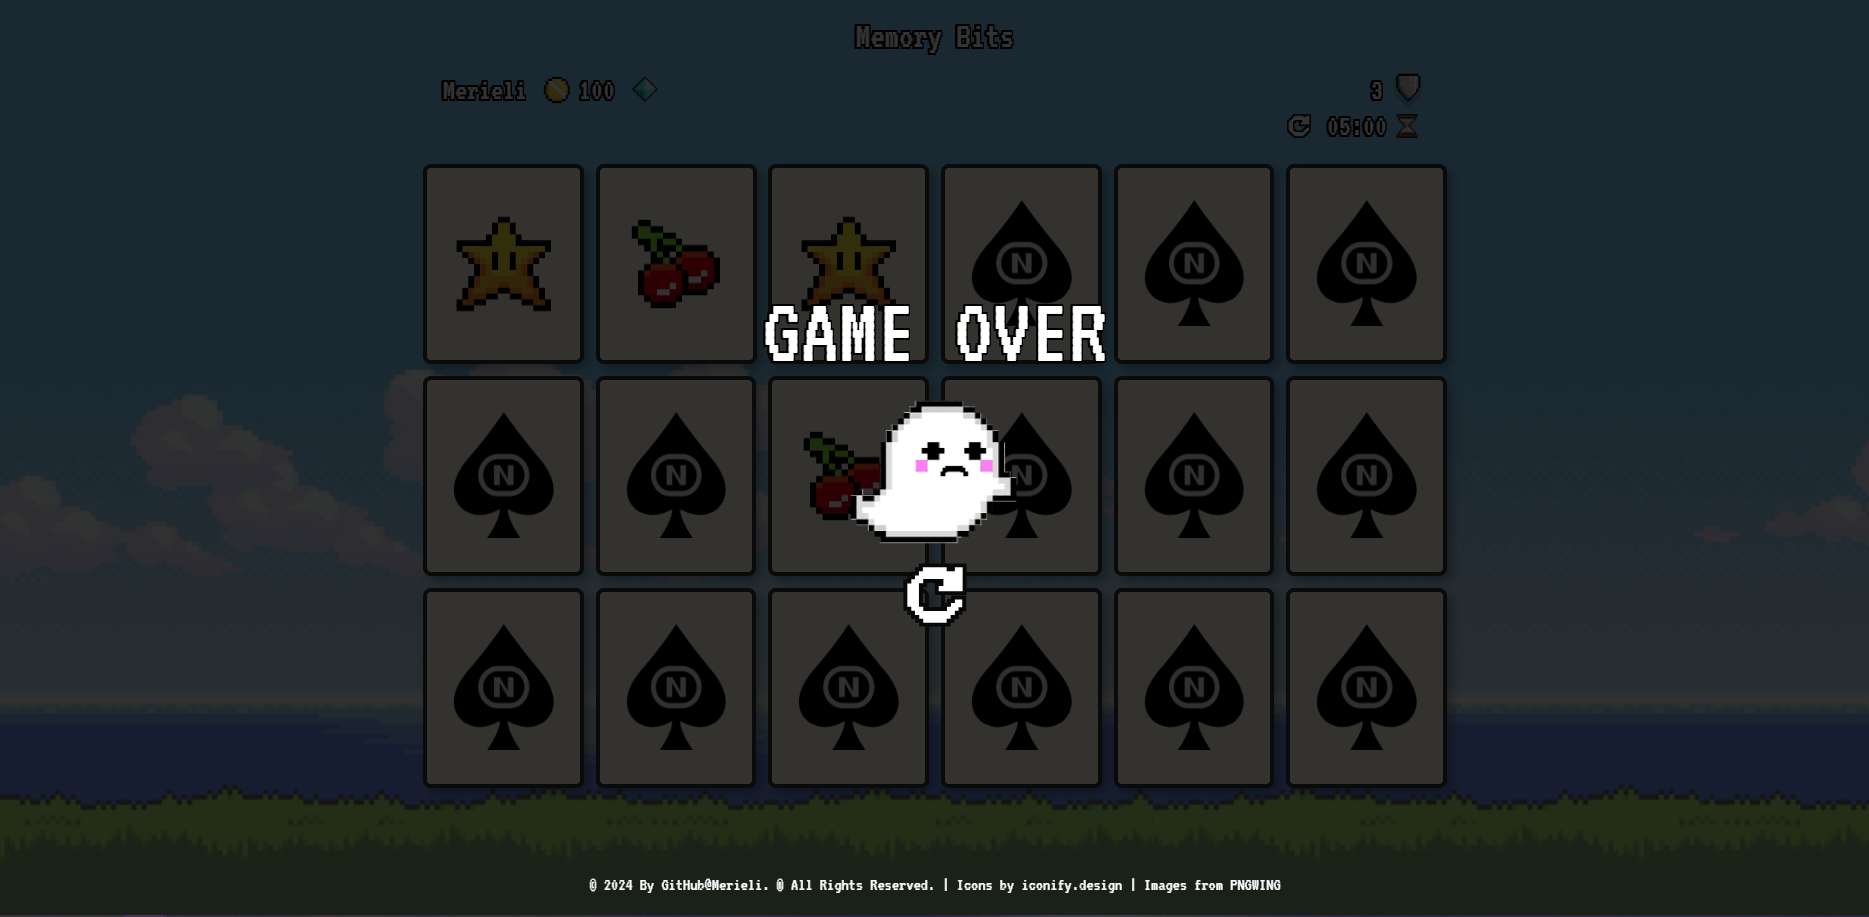 Memory Bits
Merieli 100
3
05:00
N N N
GAME OVER
N N N N N
N N N N N N
© 2024 By GitHub@Merieli. @ All Rights Reserved. | Icons by iconify.design | Images from PNGWING